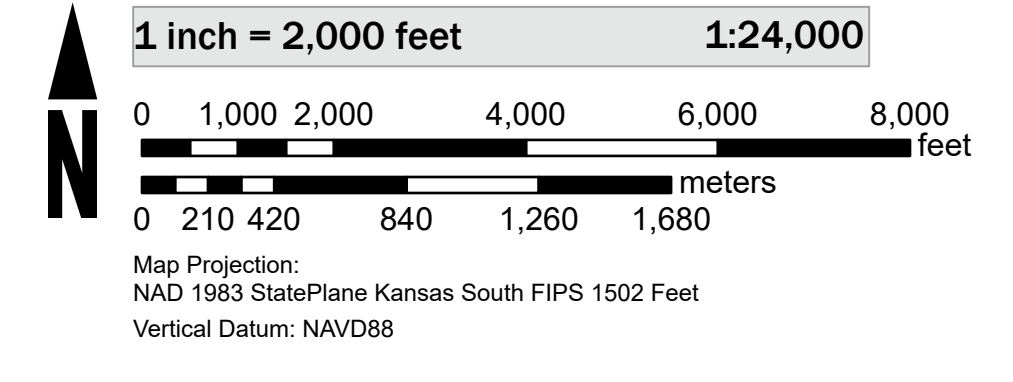 1 inch = 2,000 feet 1:24,000
0 1,000 2,000 4,000 6,000 8,000
feet
meters
0 210 420 840 1,260 1,680
N
Map Projection:
NAD 1983 StatePlane Kansas South FIPS 1502 Feet
Vertical Datum: NAVD88